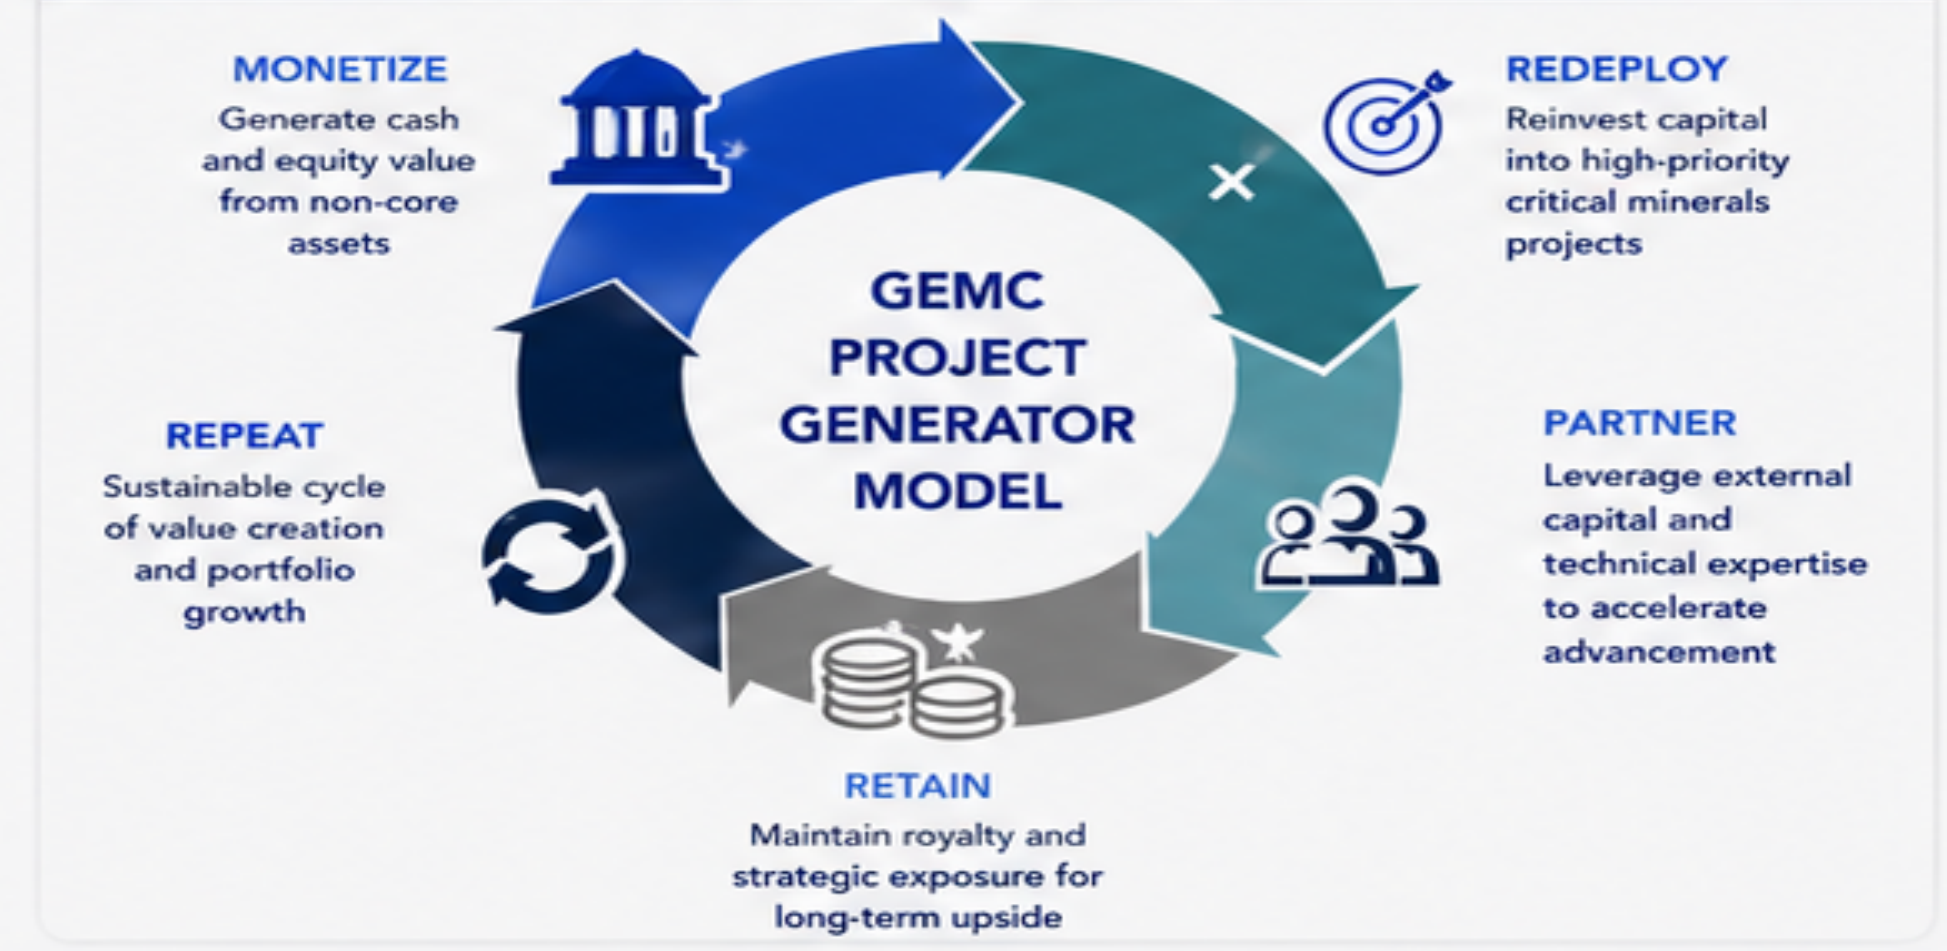 MONETIZE
Generate cash
and equity value
from non-core
assets
REDEPLOY
Reinvest capital
into high-priority
critical minerals
projects
GEMC
PROJECT
GENERATOR
MODEL
PARTNER
Leverage external
capital and
technical expertise
to accelerate
advancement
REPEAT
Sustainable cycle
of value creation
and portfolio
growth
RETAIN
Maintain royalty and
strategic exposure for
long-term upside